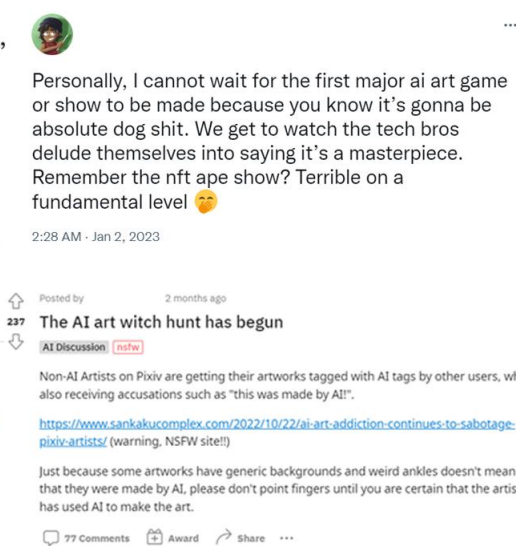 ,
...
Personally, I cannot wait for the first major ai art game
or show to be made because you know it’s gonna be
absolute dog shit. We get to watch the tech bros
delude themselves into saying it’s a masterpiece.
Remember the nft ape show? Terrible on a
fundamental level 🤭
2:28 AM · Jan 2, 2023
Posted by 2 months ago
237 The AI art witch hunt has begun
AI Discussion nsfw
Non-AI Artists on Pixiv are getting their artworks tagged with AI tags by other users,
also receiving accusations such as "this was made by AI!".
https://www.sankakucomplex.com/2022/10/22/ai-art-addiction-continues-to-sabotage-
pixiv-artists/ (warning, NSFW site!!)
Just because some artworks have generic backgrounds and weird ankles doesn't mean
that they were made by AI, please don't point fingers until you are certain that the artis
has used AI to make the art.
77 Comments Award Share ...